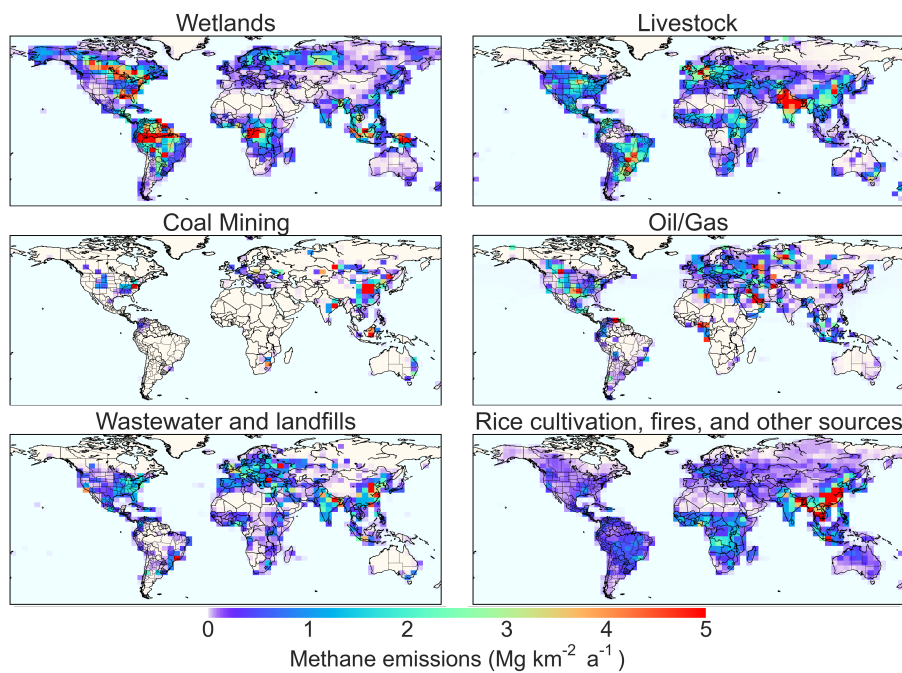 Wetlands
Livestock
Coal Mining
Oil/Gas
Wastewater and landfills
Rice cultivation, fires, and other sources
0 1 2 3 4 5
Methane emissions (Mg km⁻² a⁻¹ )